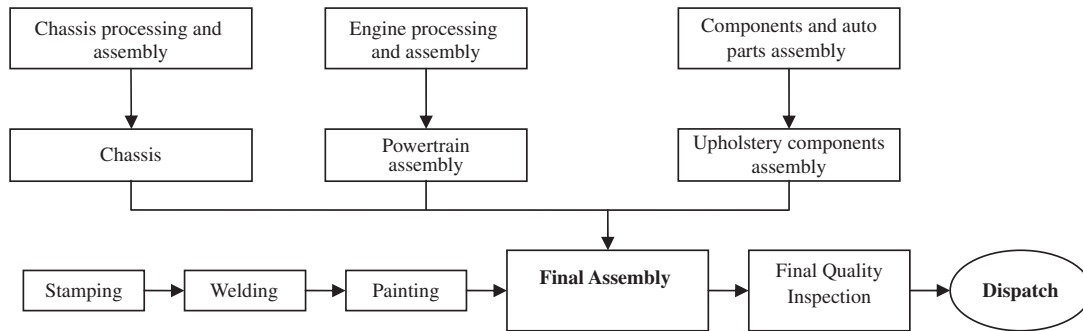 Chassis processing and
assembly
Engine processing
and assembly
Components and auto
parts assembly
Chassis
Powertrain
assembly
Upholstery components
assembly
Stamping
Welding
Painting
Final Assembly
Final Quality
Inspection
Dispatch